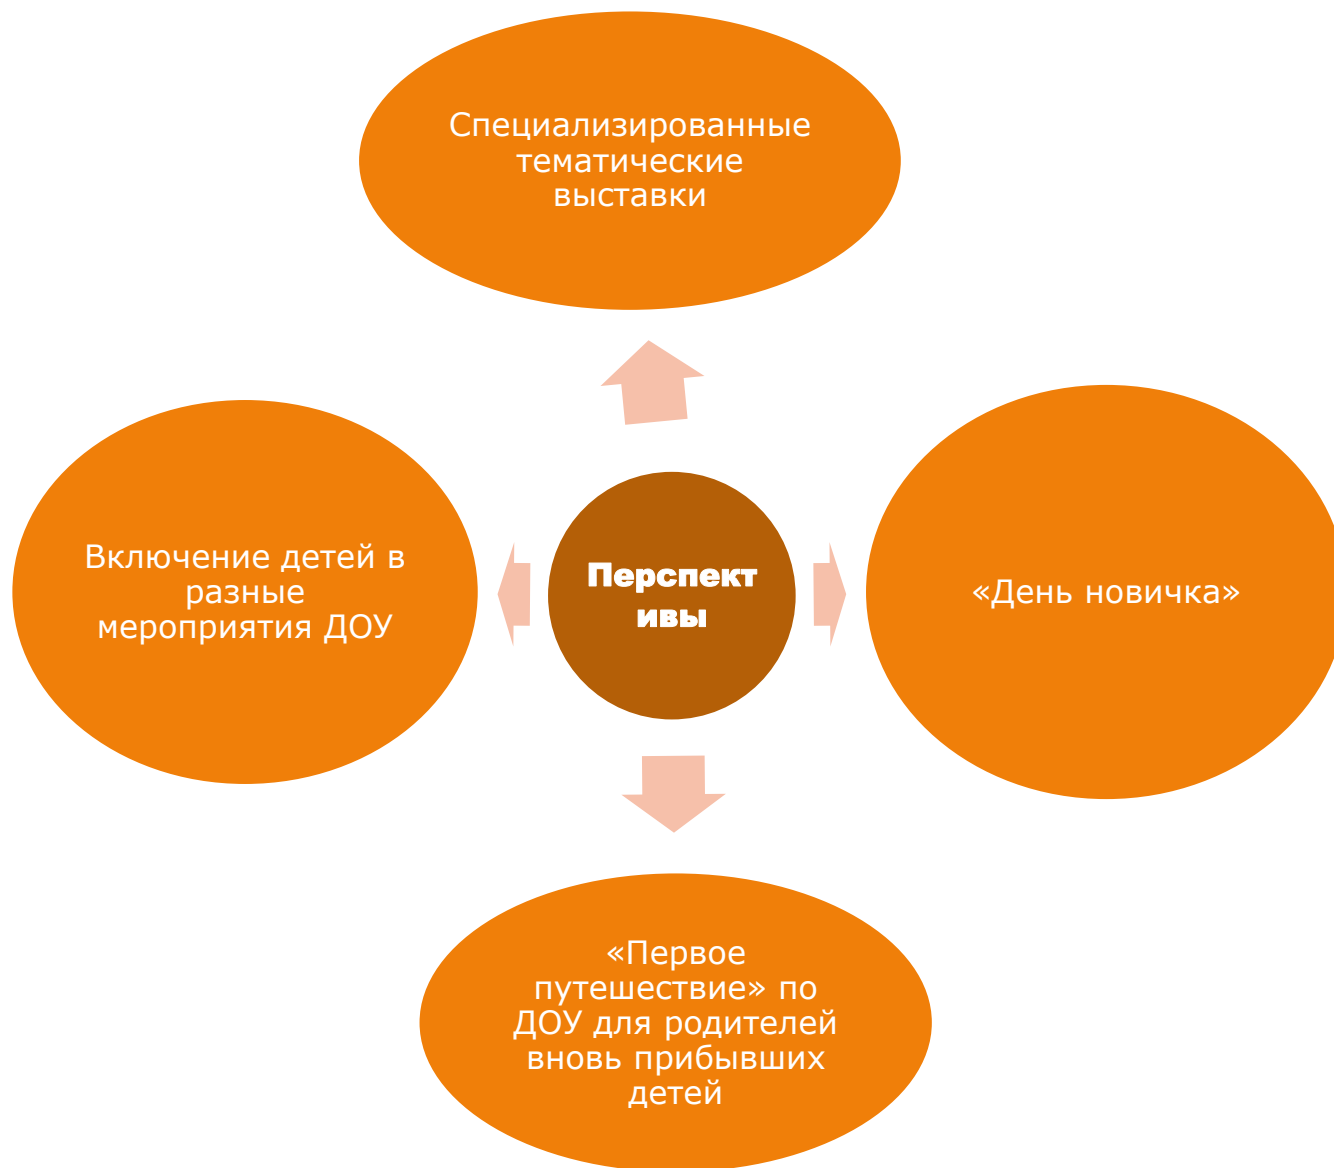 Специализированные
тематические
выставки
Включение детей в
разные
мероприятия ДОУ
Перспект
ивы
«День новичка»
«Первое
путешествие» по
ДОУ для родителей
вновь прибывших
детей